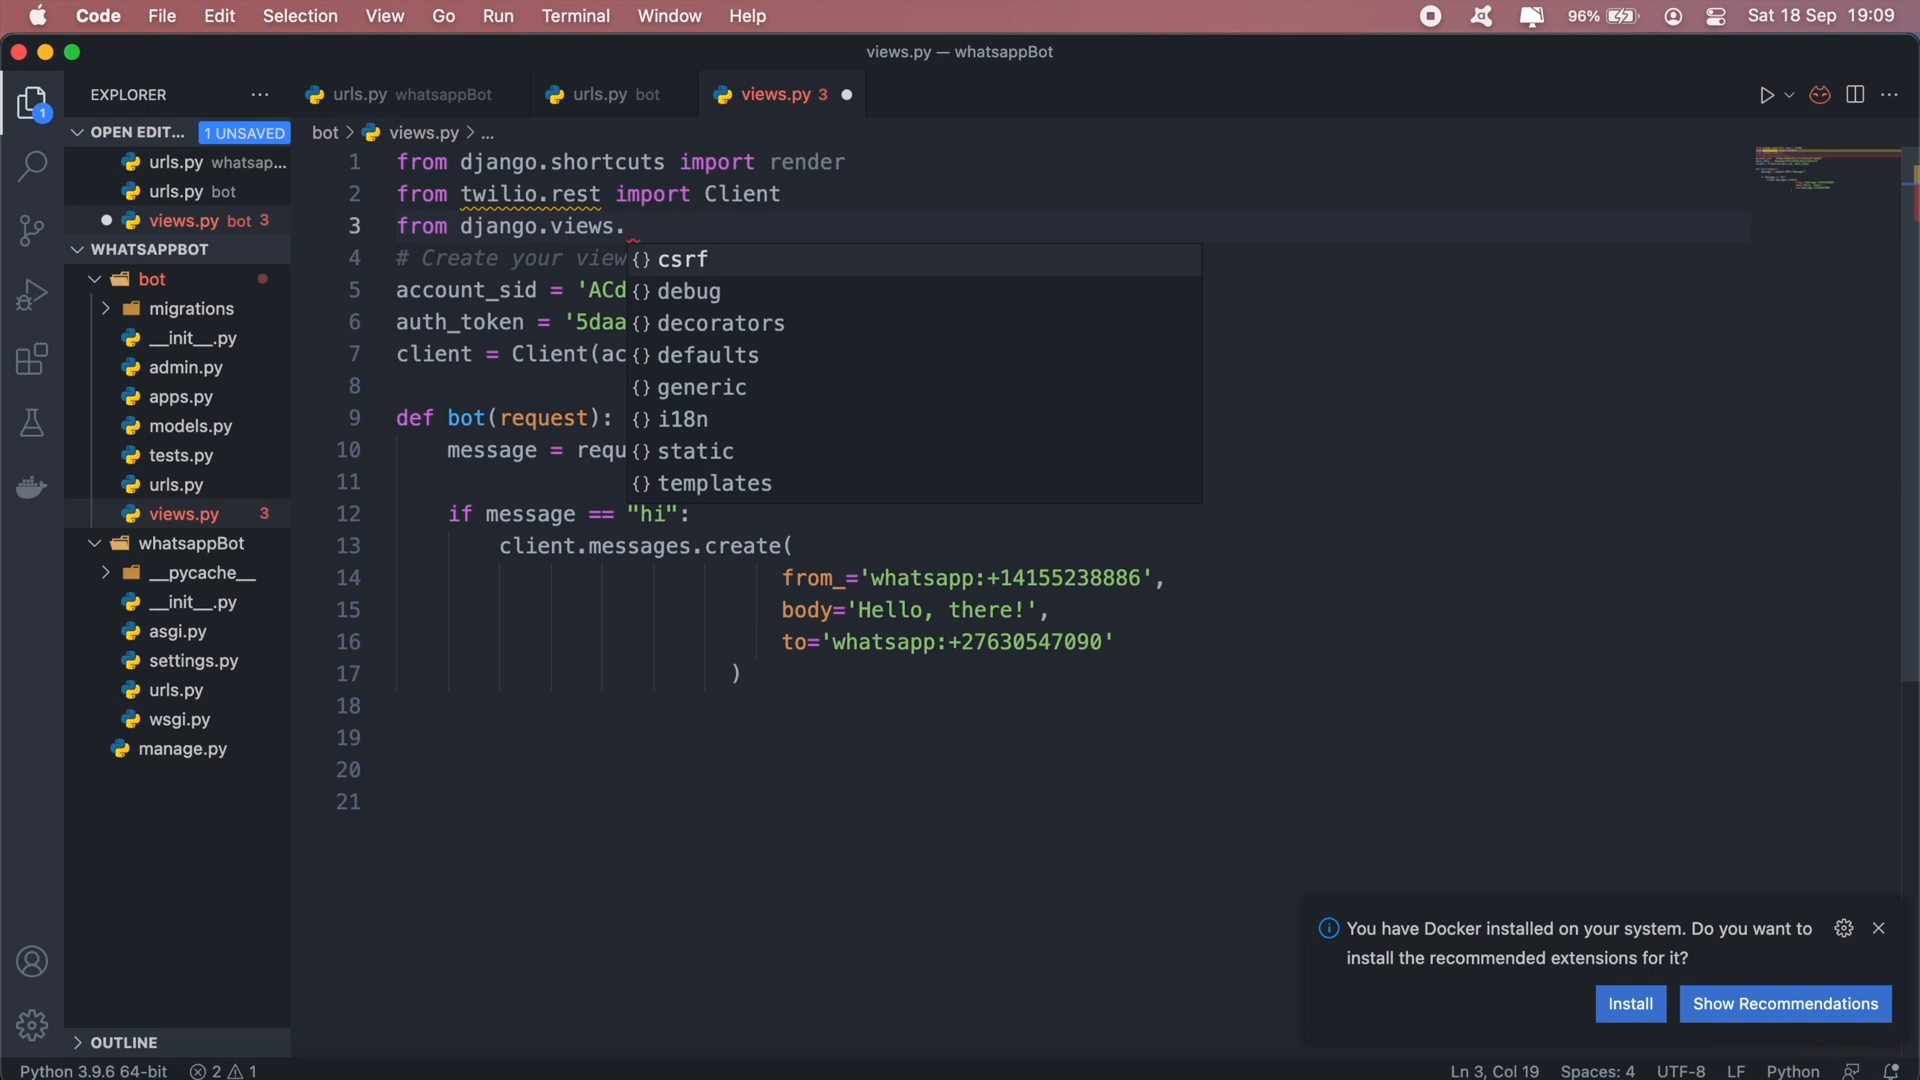 Code File Edit Selection View Go Run Terminal Window Help 96% Sat 18 Sep 19:09
views.py — whatsappBot
EXPLORER ···
urls.py whatsappBot
urls.py bot
views.py 3
OPEN EDIT... 1 UNSAVED
urls.py whatsap...
urls.py bot
views.py bot 3
WHATSAPPBOT
bot
migrations
__init__.py
admin.py
apps.py
models.py
tests.py
urls.py
views.py 3
whatsappBot
__pycache__
__init__.py
asgi.py
settings.py
urls.py
wsgi.py
manage.py
OUTLINE
1
bot > views.py > ...
1 from django.shortcuts import render
2 from twilio.rest import Client
3 from django.views.
4 # Create your view
5 account_sid = 'ACd
6 auth_token = '5daa
7 client = Client(ac
8
9 def bot(request):
10 message = requ
11
12 if message == "hi":
13 client.messages.create(
14 from_='whatsapp:+14155238886',
15 body='Hello, there!',
16 to='whatsapp:+27630547090'
17 )
18
19
20
21
{} csrf
{} debug
{} decorators
{} defaults
{} generic
{} i18n
{} static
{} templates
You have Docker installed on your system. Do you want to
install the recommended extensions for it?
Install Show Recommendations
Python 3.9.6 64-bit 2 1 Ln 3, Col 19 Spaces: 4 UTF-8 LF Python